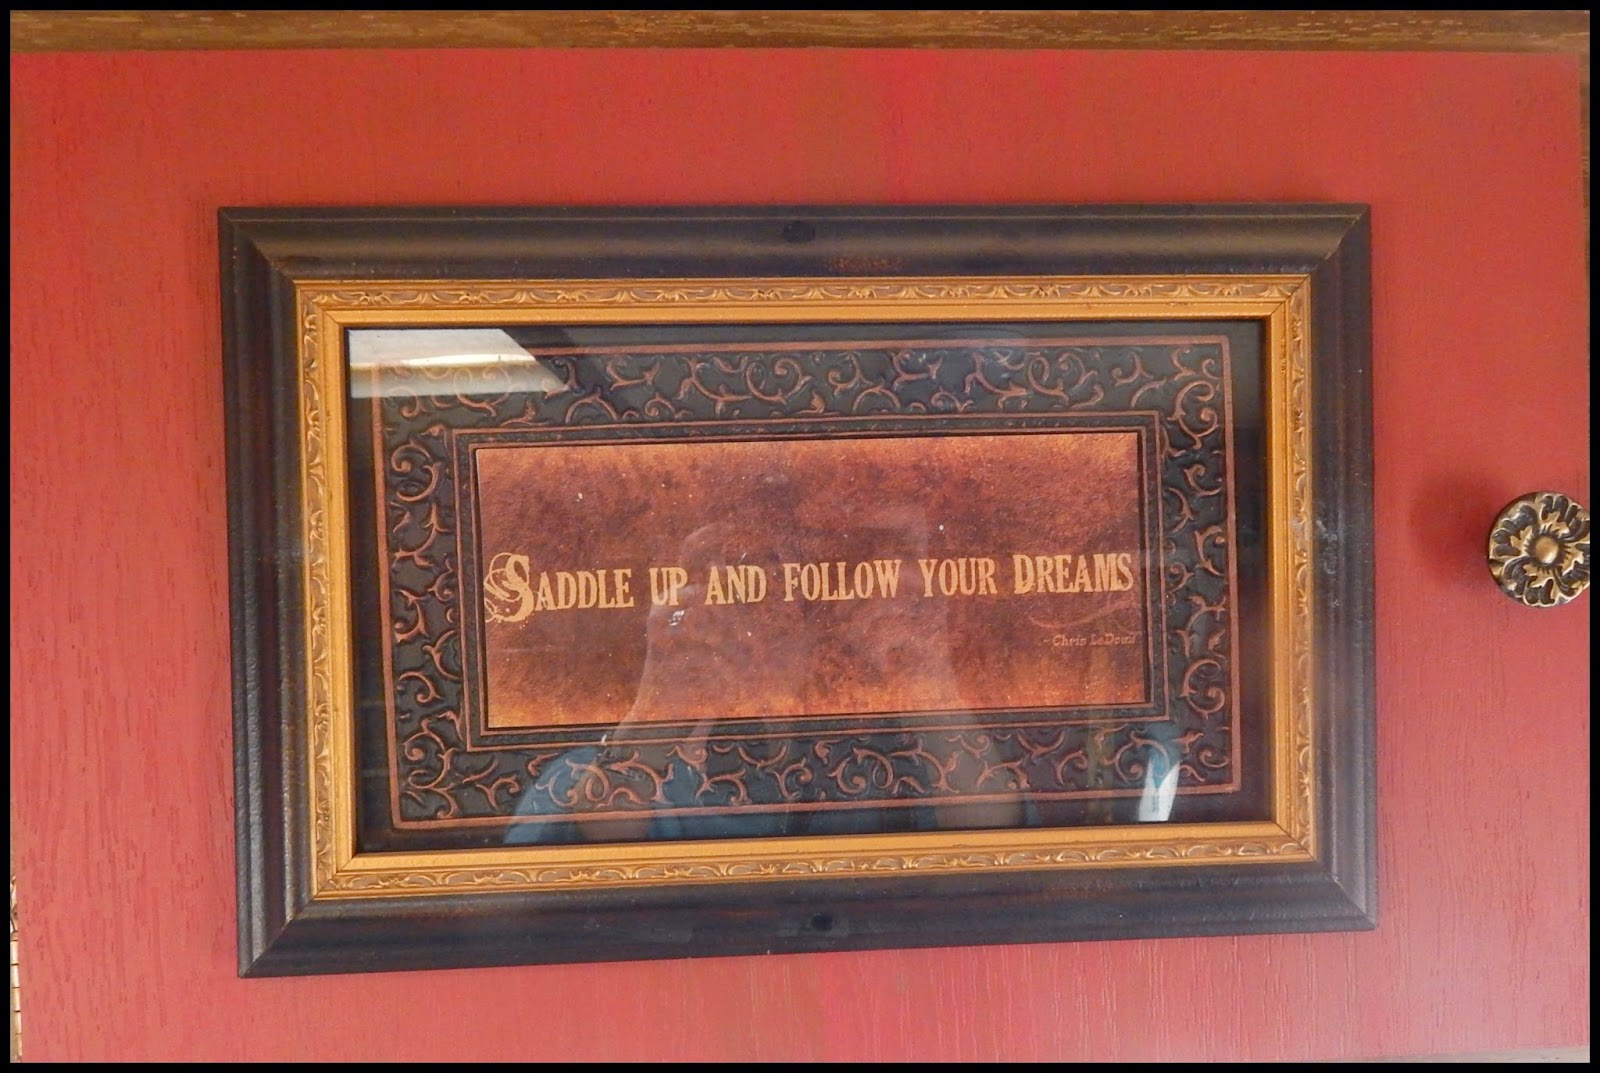 SADDLE UP AND FOLLOW YOUR DREAMS
- Chris LeDoux